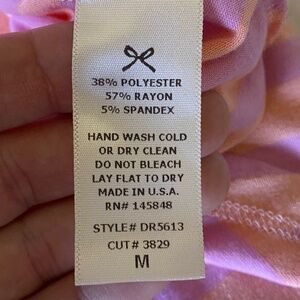 38% POLYESTER
57% RAYON
5% SPANDEX
HAND WASH COLD
OR DRY CLEAN
DO NOT BLEACH
LAY FLAT TO DRY
MADE IN U.S.A.
RN# 145848
STYLE# DR5613
CUT# 3829
M